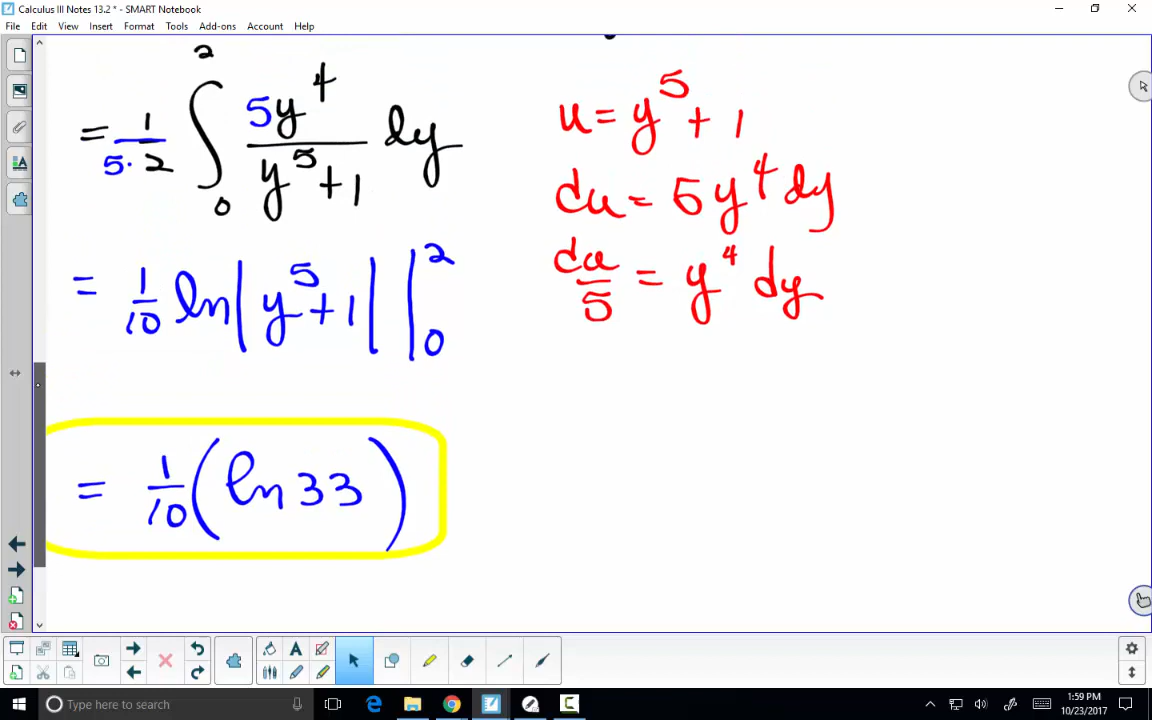 Calculus III Notes 13.2 * - SMART Notebook
File Edit View Insert Format Tools Add-ons Account Help
= 1/(5·2) ∫₀² 5y⁴/(y⁵+1) dy
u = y⁵ + 1
du = 5y⁴ dy
du/5 = y⁴ dy
= 1/10 ln|y⁵+1| |₀²
= 1/10 (ln 33)
Type here to search
1:59 PM
10/23/2017